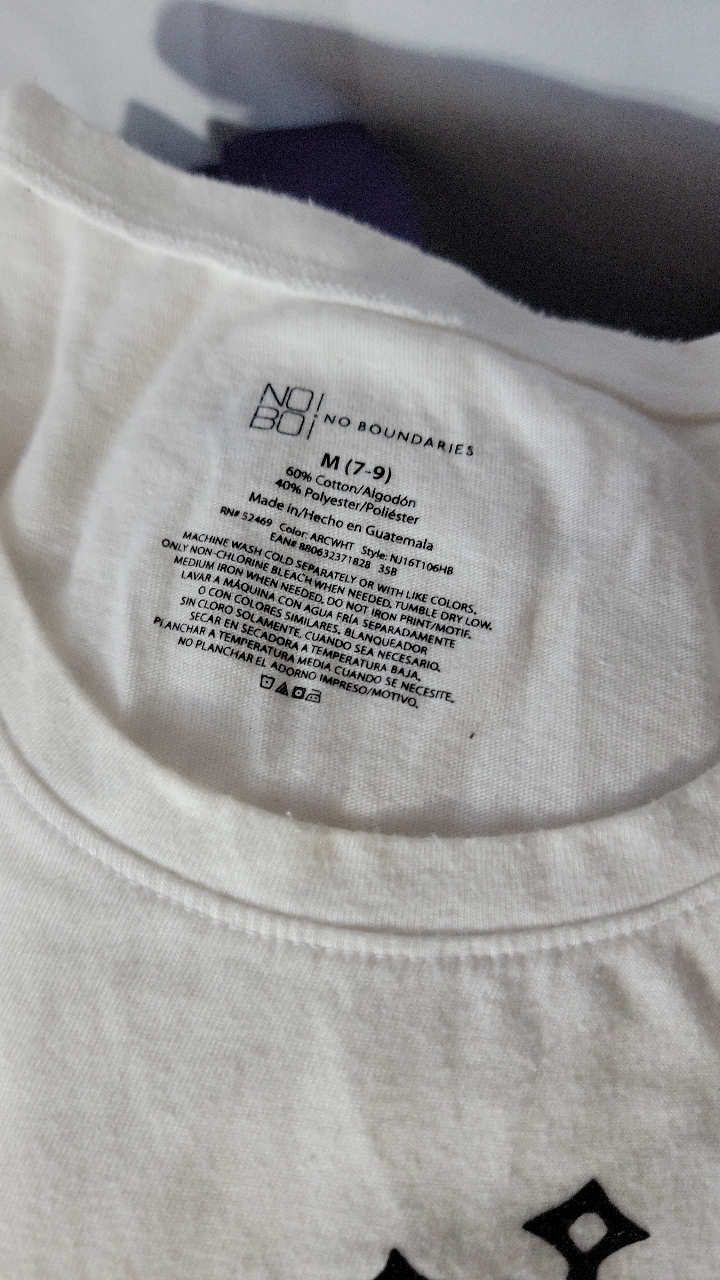 NO
BO
NO BOUNDARIES
M (7-9)
60% Cotton/Algodón
40% Polyester/Poliéster
Made in/Hecho en Guatemala
RN# 52469 Color: ARCWHT Style: NJ16T106HB
EAN# 880632371828 35B
MACHINE WASH COLD SEPARATELY OR WITH LIKE COLORS,
ONLY NON-CHLORINE BLEACH WHEN NEEDED, TUMBLE DRY LOW.
MEDIUM IRON WHEN NEEDED, DO NOT IRON PRINT/MOTIF.
LAVAR A MÁQUINA CON AGUA FRÍA SEPARADAMENTE
O CON COLORES SIMILARES, BLANQUEADOR
SIN CLORO SOLAMENTE, CUANDO SEA NECESARIO,
SECAR EN SECADORA A TEMPERATURA BAJA,
PLANCHAR A TEMPERATURA MEDIA CUANDO SE NECESITE,
NO PLANCHAR EL ADORNO IMPRESO/MOTIVO.